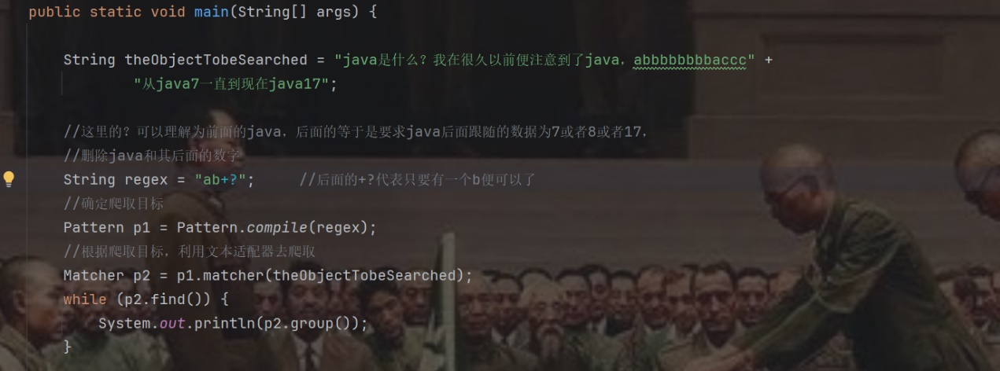 public static void main(String[] args) {
String theObjectTobeSearched = "java是什么?我在很久以前便注意到了java，abbbbbbbbaccc" +
"从java7一直到现在java17";
//这里的? 可以理解为前面的java，后面的等于是要求java后面跟随的数据为7或者8或者17，
//删除java和其后面的数字
String regex = "ab+?";     //后面的+?代表只要有一个b便可以了
//确定爬取目标
Pattern p1 = Pattern.compile(regex);
//根据爬取目标，利用文本适配器去爬取
Matcher p2 = p1.matcher(theObjectTobeSearched);
while (p2.find()) {
System.out.println(p2.group());
}